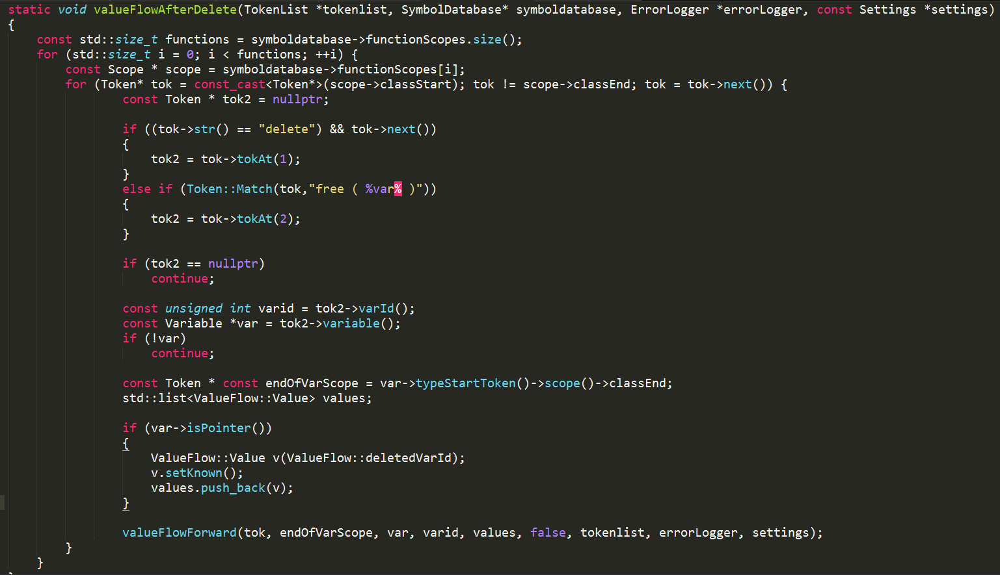 static void valueFlowAfterDelete(TokenList *tokenlist, SymbolDatabase* symboldatabase, ErrorLogger *errorLogger, const Settings *settings)
{
    const std::size_t functions = symboldatabase->functionScopes.size();
    for (std::size_t i = 0; i < functions; ++i) {
        const Scope * scope = symboldatabase->functionScopes[i];
        for (Token* tok = const_cast<Token*>(scope->classStart); tok != scope->classEnd; tok = tok->next()) {
                const Token * tok2 = nullptr;

                if ((tok->str() == "delete") && tok->next())
                {
                    tok2 = tok->tokAt(1);
                }
                else if (Token::Match(tok,"free ( %var% )"))
                {
                    tok2 = tok->tokAt(2);
                }

                if (tok2 == nullptr)
                    continue;

                const unsigned int varid = tok2->varId();
                const Variable *var = tok2->variable();
                if (!var)
                    continue;

                const Token * const endOfVarScope = var->typeStartToken()->scope()->classEnd;
                std::list<ValueFlow::Value> values;

                if (var->isPointer())
                {
                    ValueFlow::Value v(ValueFlow::deletedVarId);
                    v.setKnown();
                    values.push_back(v);
                }

                valueFlowForward(tok, endOfVarScope, var, varid, values, false, tokenlist, errorLogger, settings);
        }
    }